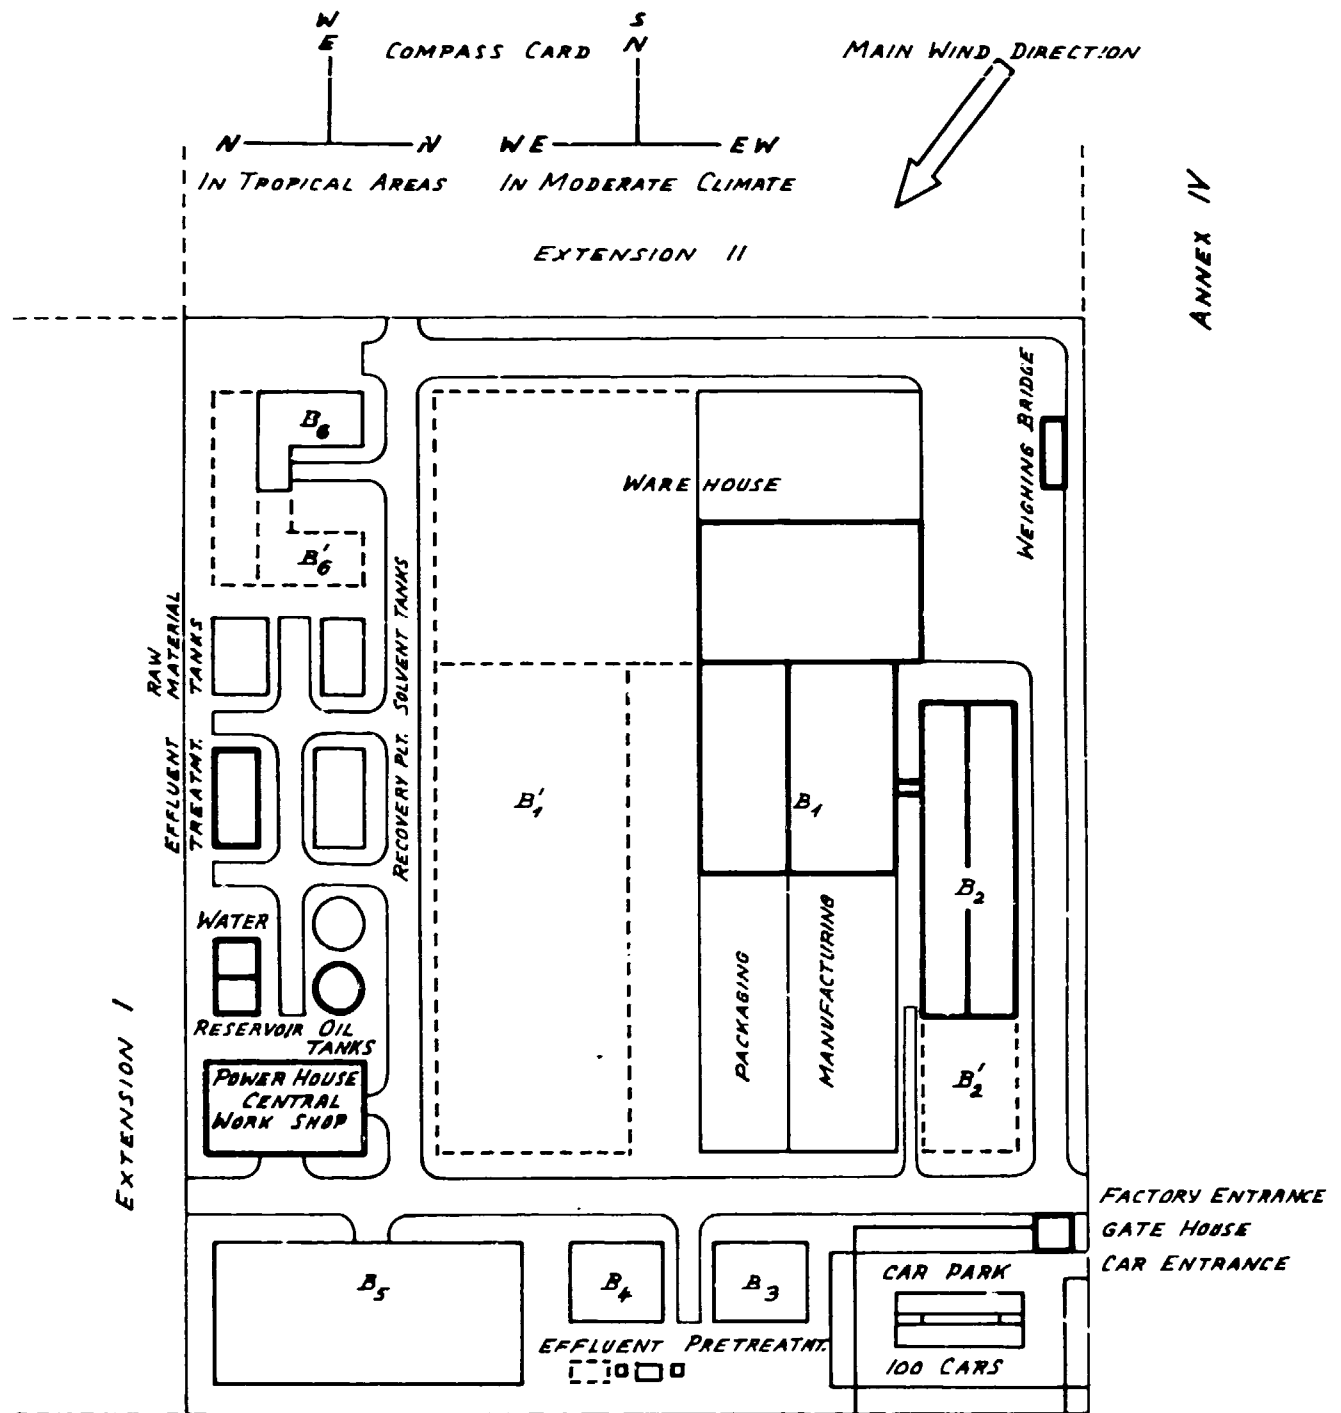 W
E
S
N
COMPASS CARD
MAIN WIND DIRECTION
N
N
WE
EW
IN TROPICAL AREAS
IN MODERATE CLIMATE
EXTENSION II
ANNEX IV
B6
WARE HOUSE
WEIGHING BRIDGE
B'6
RAW
MATERIAL
TANKS
SOLVENT TANKS
EFFLUENT
TREATMT.
RECOVERY PLT.
B'1
B1
B2
WATER
RESERVOIR
OIL
TANKS
PACKAGING
MANUFACTURING
EXTENSION I
POWER HOUSE
CENTRAL
WORK SHOP
B'2
FACTORY ENTRANCE
GATE HOUSE
CAR ENTRANCE
B5
B4
B3
CAR PARK
EFFLUENT PRETREATMT.
100 CARS